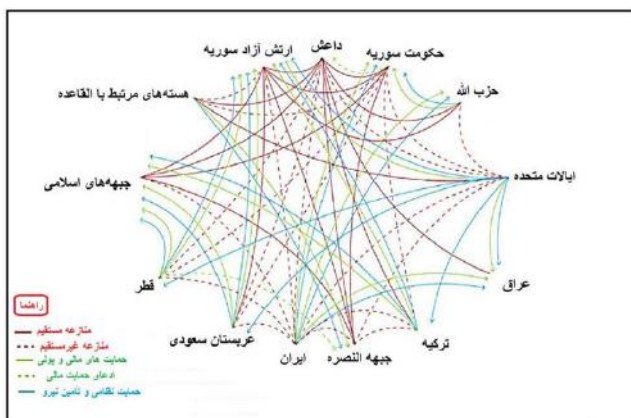 داعش
ارتش آزاد سوریه
حکومت سوریه
هسته‌های مرتبط با القاعده
حزب الله
جبهه‌های اسلامی
ایالات متحده
قطر
عراق
عربستان سعودی
ایران
جبهه النصره
ترکیه
راهنما
منازعه مستقیم
منازعه غیرمستقیم
حمایت های مالی و پولی
ادعای حمایت مالی
حمایت نظامی و تامین نیرو